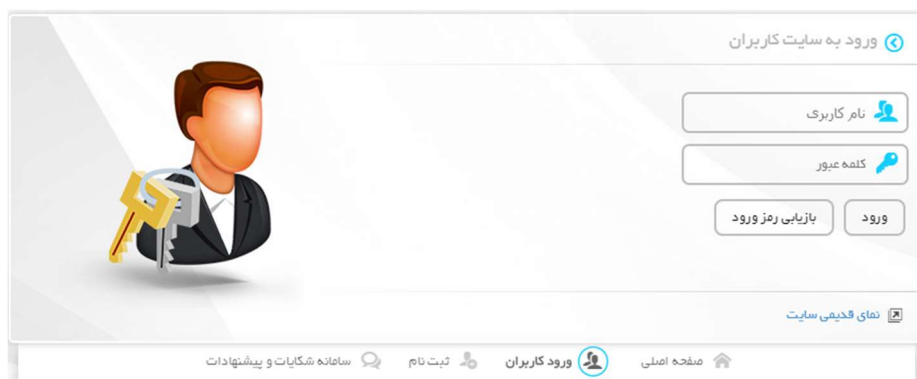 ورود به سایت کاربران
نام کاربری
کلمه عبور
ورود بازیابی رمز ورود
نمای قدیمی سایت
صفحه اصلی ورود کاربران ثبت نام سامانه شکایات و پیشنهادات